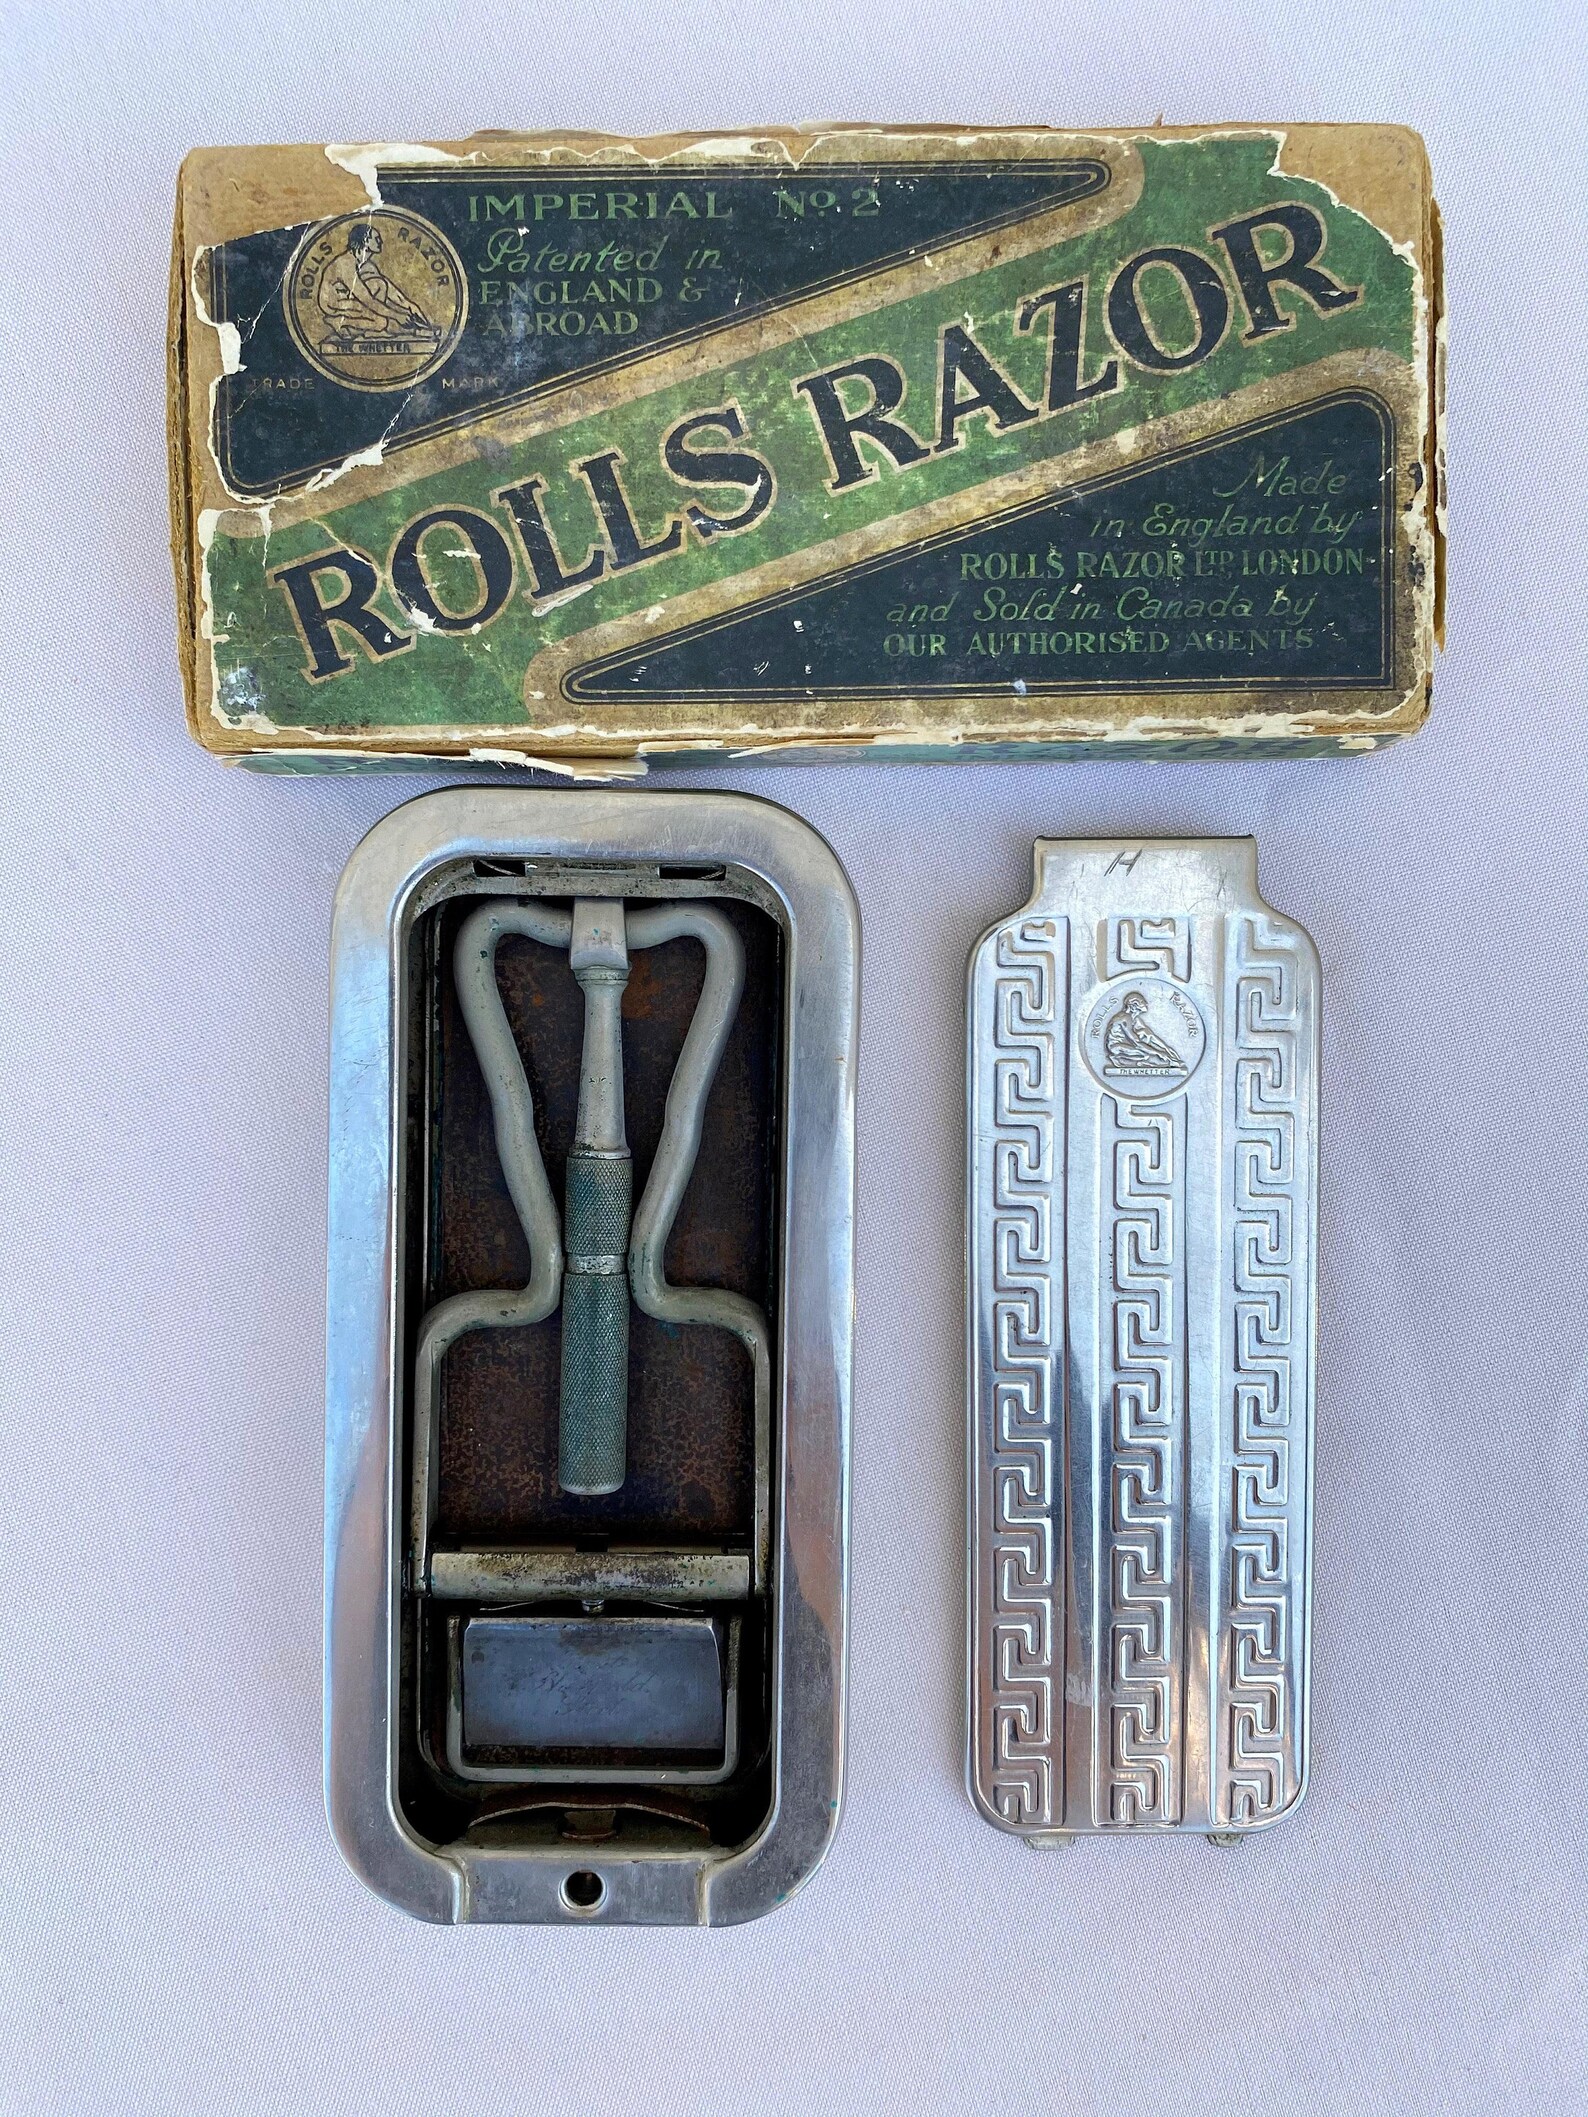 IMPERIAL No. 2
Patented in
ENGLAND &
ABROAD
ROLLS RAZOR
THE WHETTER
TRADE MARK
ROLLS RAZOR
Made
in England by
ROLLS RAZOR LTD LONDON
and Sold in Canada by
OUR AUTHORISED AGENTS
H
ROLLS RAZOR
THE WHETTER